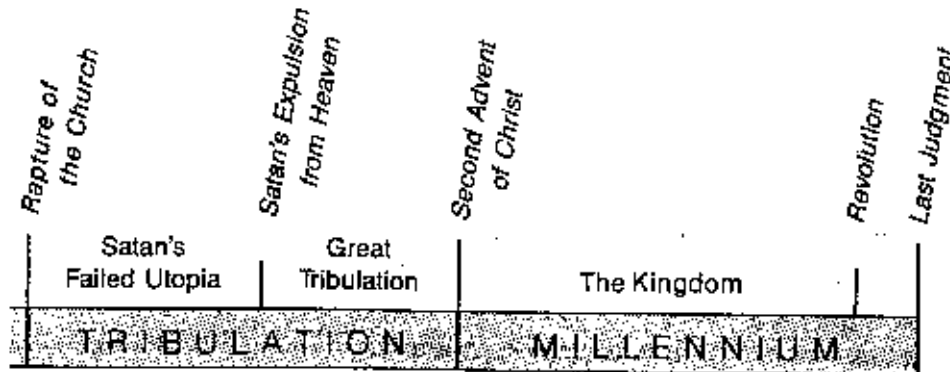 Rapture of
the Church
Satan's Expulsion
from Heaven
Second Advent
of Christ
Revolution
Last Judgment
Satan's
Failed Utopia
Great
Tribulation
The Kingdom
TRIBULATION
MILLENNIUM